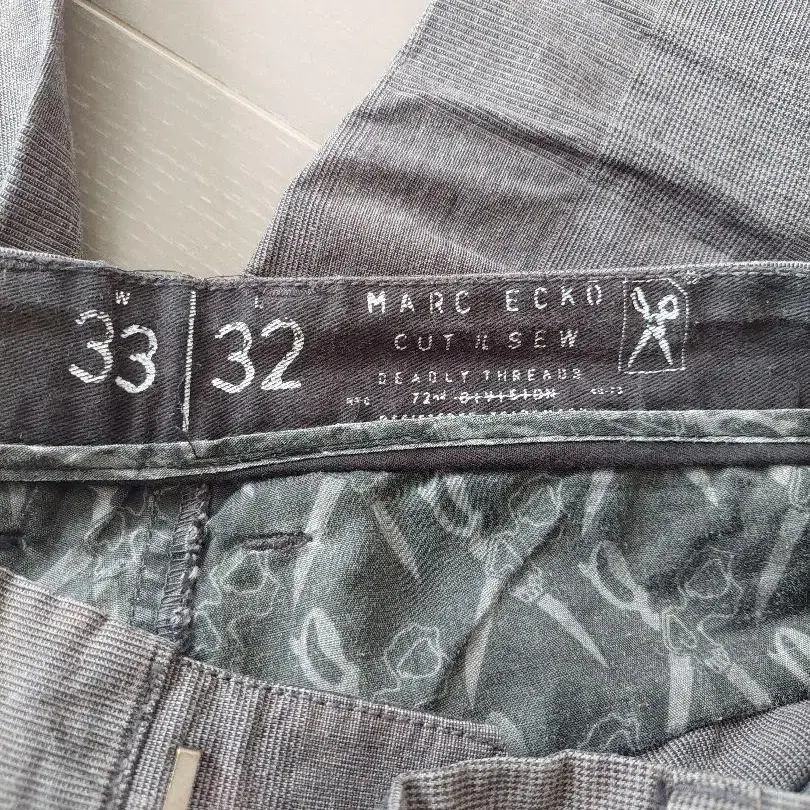 W
33
L
32
MARC ECKO
CUT N SEW
DEADLY THREADS
72nd DIVISION